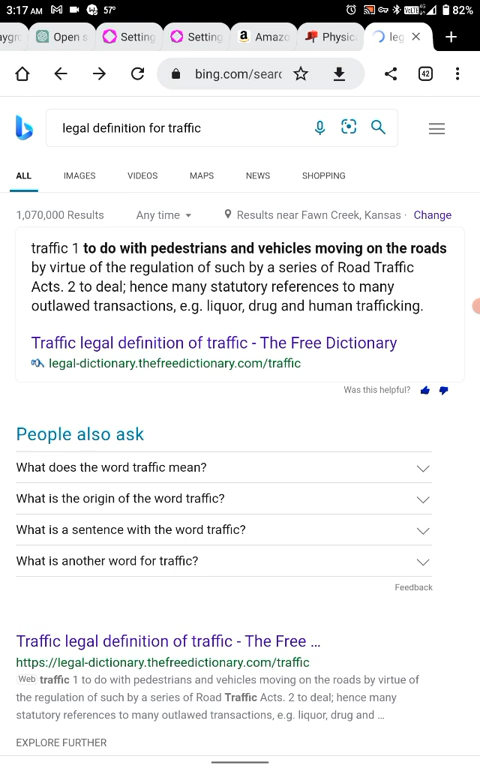 3:17 AM 57° 82%
aygro Open s Setting Setting Amazo Physic leg
bing.com/searc 42
legal definition for traffic
ALL IMAGES VIDEOS MAPS NEWS SHOPPING
1,070,000 Results Any time Results near Fawn Creek, Kansas · Change
traffic 1 to do with pedestrians and vehicles moving on the roads
by virtue of the regulation of such by a series of Road Traffic
Acts. 2 to deal; hence many statutory references to many
outlawed transactions, e.g. liquor, drug and human trafficking.
Traffic legal definition of traffic - The Free Dictionary
legal-dictionary.thefreedictionary.com/traffic
Was this helpful?
People also ask
What does the word traffic mean?
What is the origin of the word traffic?
What is a sentence with the word traffic?
What is another word for traffic?
Feedback
Traffic legal definition of traffic - The Free ...
https://legal-dictionary.thefreedictionary.com/traffic
Web traffic 1 to do with pedestrians and vehicles moving on the roads by virtue of
the regulation of such by a series of Road Traffic Acts. 2 to deal; hence many
statutory references to many outlawed transactions, e.g. liquor, drug and ...
EXPLORE FURTHER